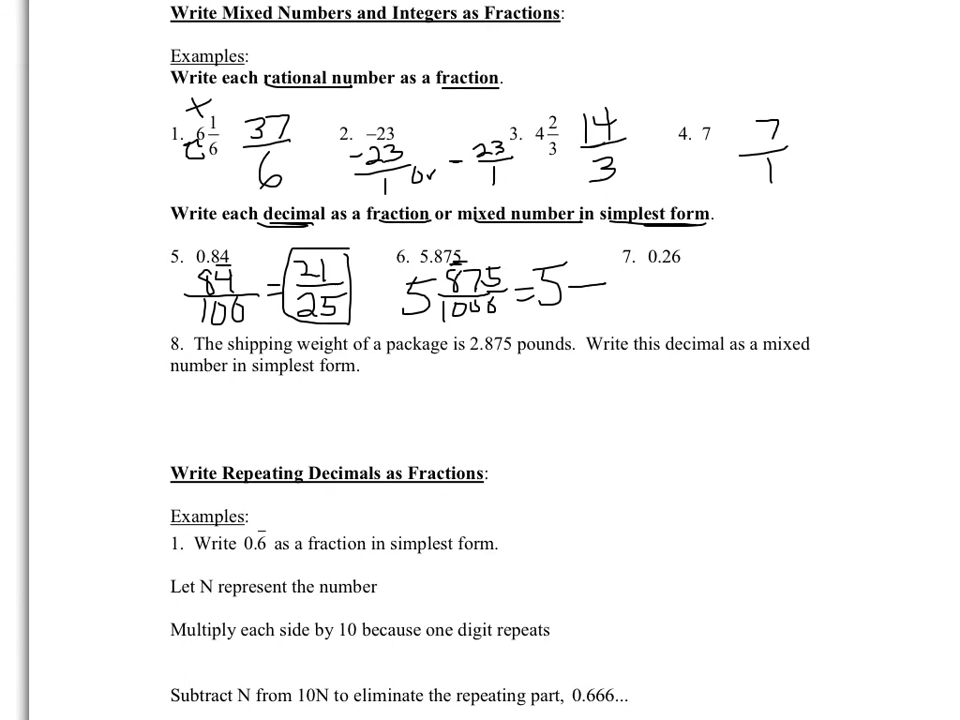 Write Mixed Numbers and Integers as Fractions:
Examples:
Write each rational number as a fraction.
1. 6 1/6 37/6 2. -23 -23/1 or - 23/1 3. 4 2/3 14/3 4. 7 7/1
Write each decimal as a fraction or mixed number in simplest form.
5. 0.84 6. 5.875 7. 0.26
84/100 = 21/25 5 875/1000 = 5 —
8. The shipping weight of a package is 2.875 pounds. Write this decimal as a mixed
number in simplest form.
Write Repeating Decimals as Fractions:
Examples:
1. Write 0.6̅ as a fraction in simplest form.
Let N represent the number
Multiply each side by 10 because one digit repeats
Subtract N from 10N to eliminate the repeating part, 0.666...